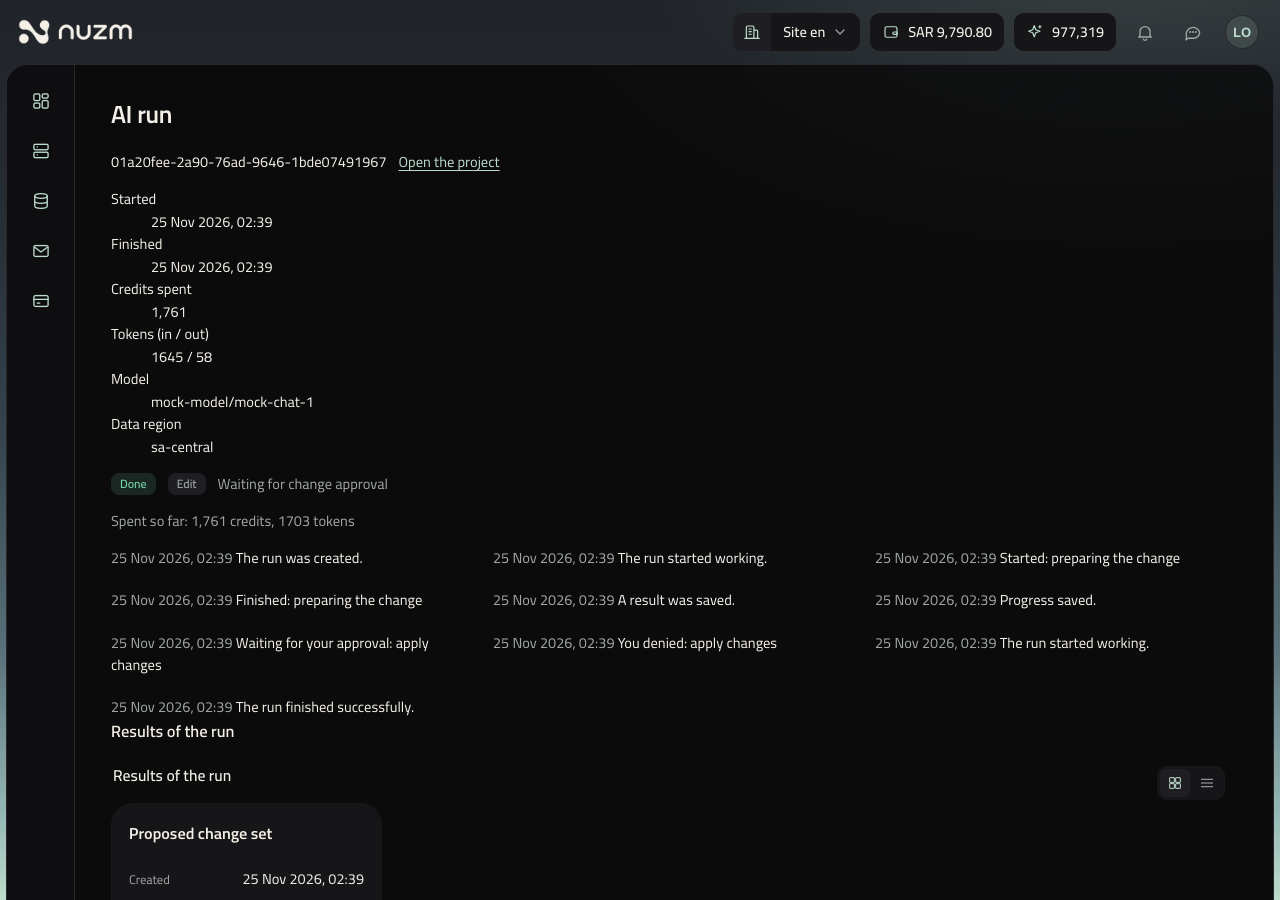 nuzm
Site en
SAR 9,790.80
977,319
LO
AI run
01a20fee-2a90-76ad-9646-1bde07491967 Open the project
Started
25 Nov 2026, 02:39
Finished
25 Nov 2026, 02:39
Credits spent
1,761
Tokens (in / out)
1645 / 58
Model
mock-model/mock-chat-1
Data region
sa-central
Done Edit Waiting for change approval
Spent so far: 1,761 credits, 1703 tokens
25 Nov 2026, 02:39 The run was created.
25 Nov 2026, 02:39 The run started working.
25 Nov 2026, 02:39 Started: preparing the change
25 Nov 2026, 02:39 Finished: preparing the change
25 Nov 2026, 02:39 A result was saved.
25 Nov 2026, 02:39 Progress saved.
25 Nov 2026, 02:39 Waiting for your approval: apply
changes
25 Nov 2026, 02:39 You denied: apply changes
25 Nov 2026, 02:39 The run started working.
25 Nov 2026, 02:39 The run finished successfully.
Results of the run
Results of the run
Proposed change set
Created 25 Nov 2026, 02:39